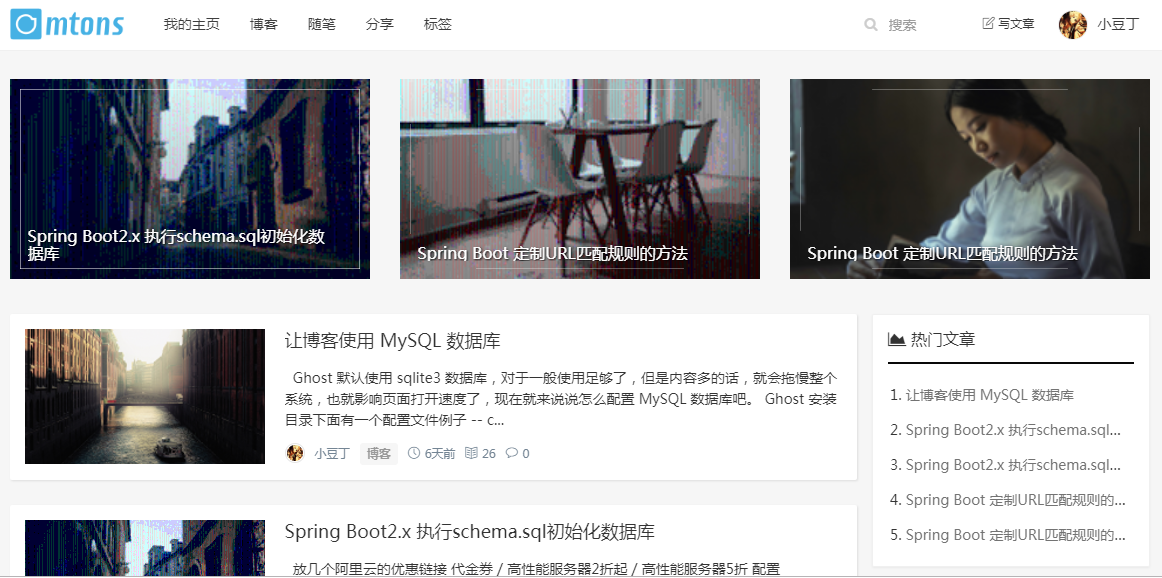 mtons 我的主页 博客 随笔 分享 标签 搜索 写文章 小豆丁
Spring Boot2.x 执行schema.sql初始化数
据库
Spring Boot 定制URL匹配规则的方法
Spring Boot 定制URL匹配规则的方法
让博客使用 MySQL 数据库
Ghost 默认使用 sqlite3 数据库，对于一般使用足够了，但是内容多的话，就会拖慢整个
系统，也就影响页面打开速度了，现在就来说说怎么配置 MySQL 数据库吧。 Ghost 安装
目录下面有一个配置文件例子 -- c...
小豆丁 博客 6天前 26 0
Spring Boot2.x 执行schema.sql初始化数据库
放几个阿里云的优惠链接 代金券 / 高性能服务器2折起 / 高性能服务器5折 配置
热门文章
1. 让博客使用 MySQL 数据库
2. Spring Boot2.x 执行schema.sql...
3. Spring Boot2.x 执行schema.sql...
4. Spring Boot 定制URL匹配规则的...
5. Spring Boot 定制URL匹配规则的...